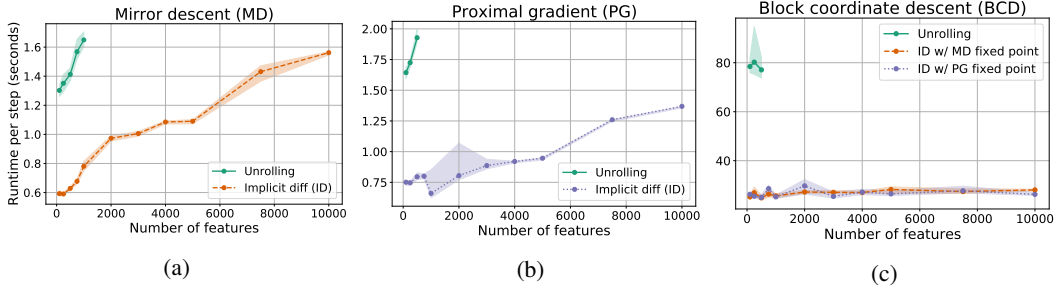 Mirror descent (MD)
Runtime per step (seconds)
1.6
1.4
1.2
1.0
0.8
0.6
Unrolling
Implicit diff (ID)
0 2000 4000 6000 8000 10000
Number of features
(a)
Proximal gradient (PG)
2.00
1.75
1.50
1.25
1.00
0.75
Unrolling
Implicit diff (ID)
0 2000 4000 6000 8000 10000
Number of features
(b)
Block coordinate descent (BCD)
80
60
40
Unrolling
ID w/ MD fixed point
ID w/ PG fixed point
0 2000 4000 6000 8000 10000
Number of features
(c)